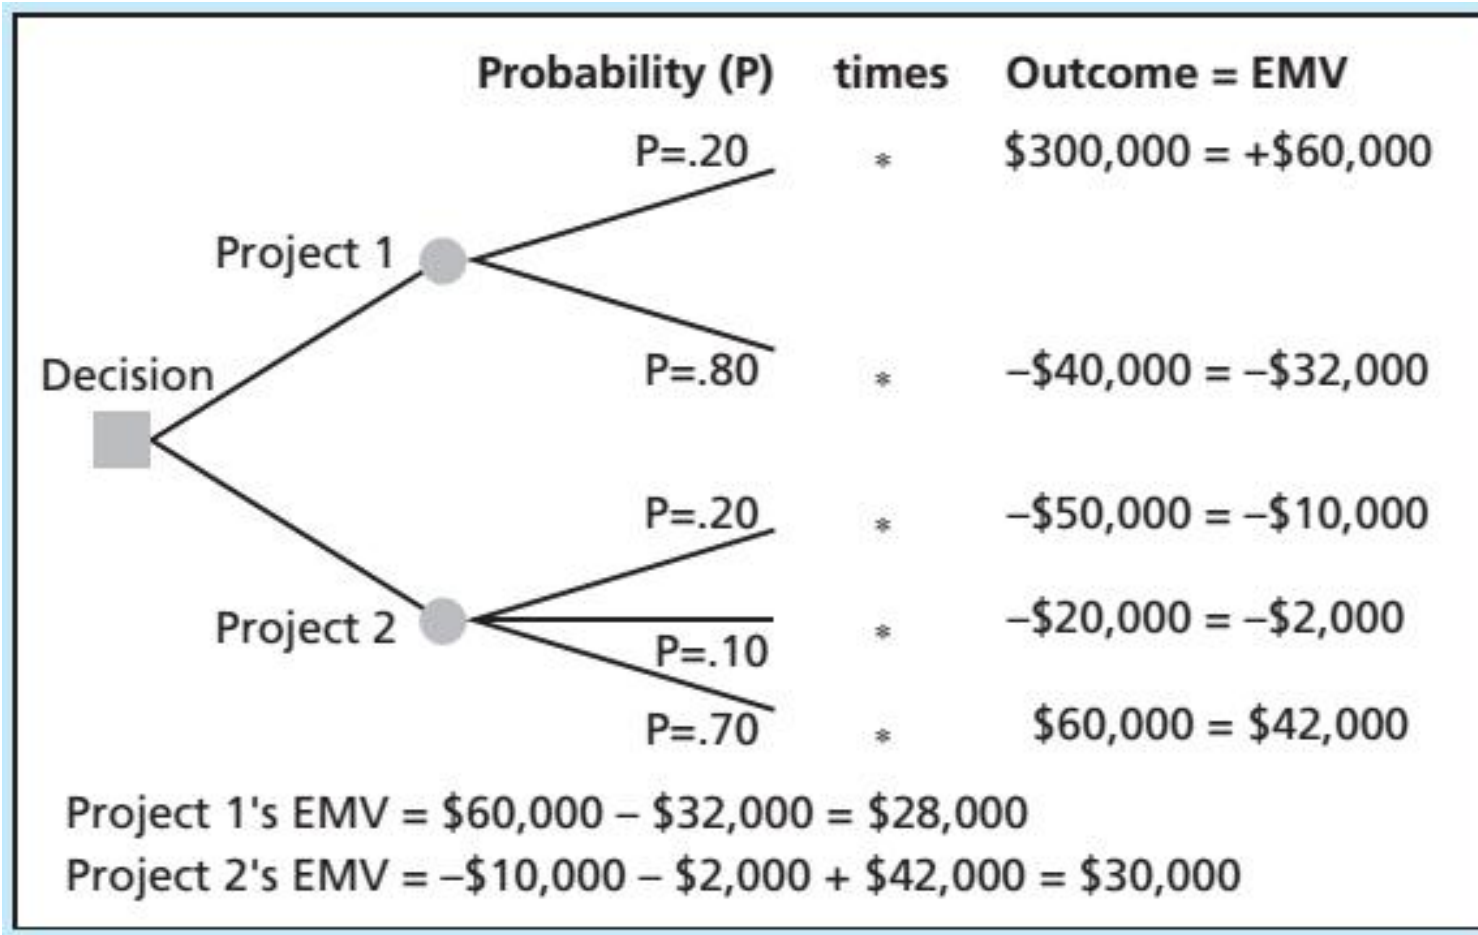 Probability (P) times Outcome = EMV
P=.20 * $300,000 = +$60,000
Project 1
P=.80 * –$40,000 = –$32,000
Decision
P=.20 * –$50,000 = –$10,000
Project 2
P=.10 * –$20,000 = –$2,000
P=.70 * $60,000 = $42,000
Project 1's EMV = $60,000 – $32,000 = $28,000
Project 2's EMV = –$10,000 – $2,000 + $42,000 = $30,000